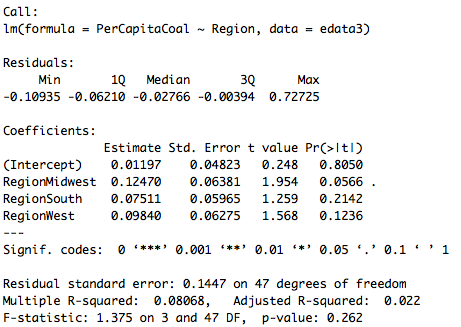 Call:
lm(formula = PerCapitaCoal ~ Region, data = edata3)
Residuals:
Min 1Q Median 3Q Max
-0.10935 -0.06210 -0.02766 -0.00394 0.72725
Coefficients:
Estimate Std. Error t value Pr(>|t|)
(Intercept) 0.01197 0.04823 0.248 0.8050
RegionMidwest 0.12470 0.06381 1.954 0.0566 .
RegionSouth 0.07511 0.05965 1.259 0.2142
RegionWest 0.09840 0.06275 1.568 0.1236
---
Signif. codes: 0 ‘***’ 0.001 ‘**’ 0.01 ‘*’ 0.05 ‘.’ 0.1 ‘ ’ 1
Residual standard error: 0.1447 on 47 degrees of freedom
Multiple R-squared: 0.08068, Adjusted R-squared: 0.022
F-statistic: 1.375 on 3 and 47 DF, p-value: 0.262